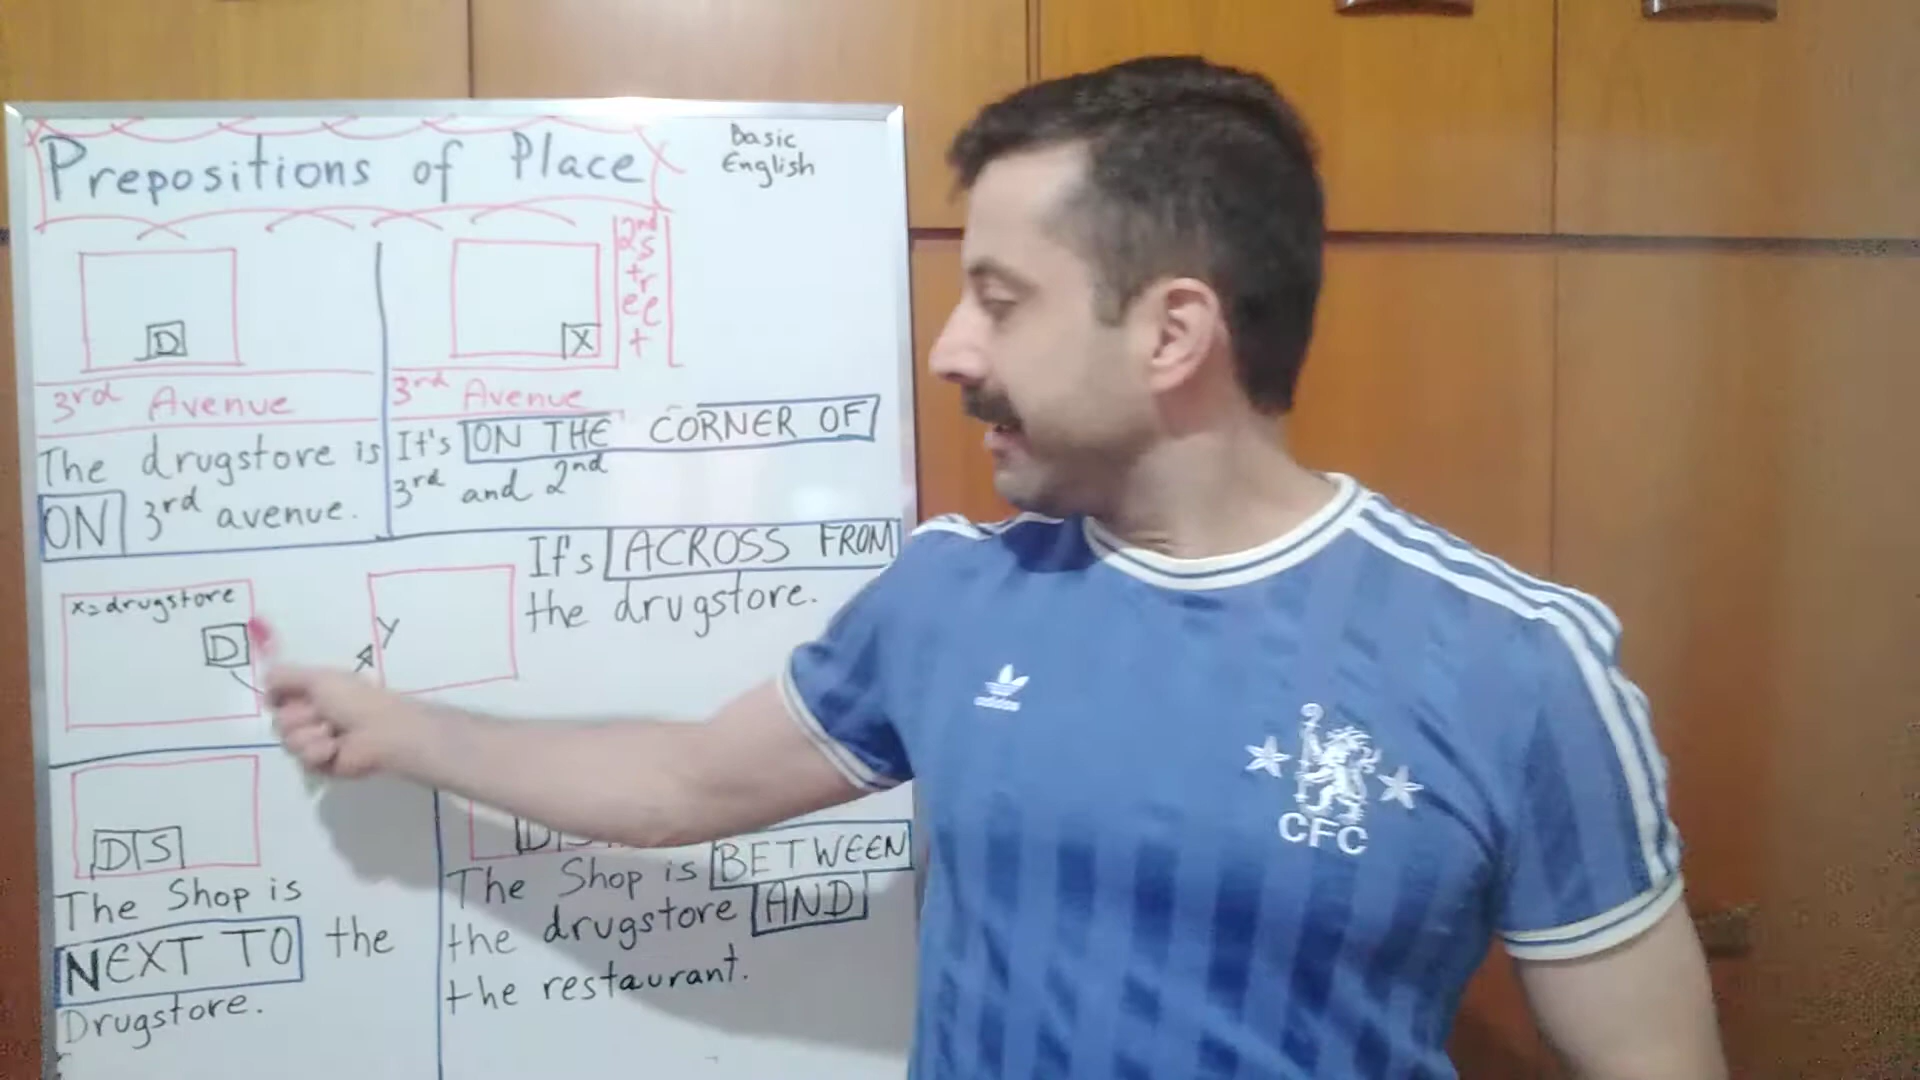 Prepositions of Place
Basic
English
D
3rd Avenue
The drugstore is
ON 3rd avenue.
X
2nd Street
3rd Avenue
It's ON THE CORNER OF
3rd and 2nd
x=drugstore
D
Y
It's ACROSS FROM
the drugstore.
D S
The Shop is
NEXT TO the
Drugstore.
D
The Shop is BETWEEN
the drugstore AND
the restaurant.
adidas
CFC